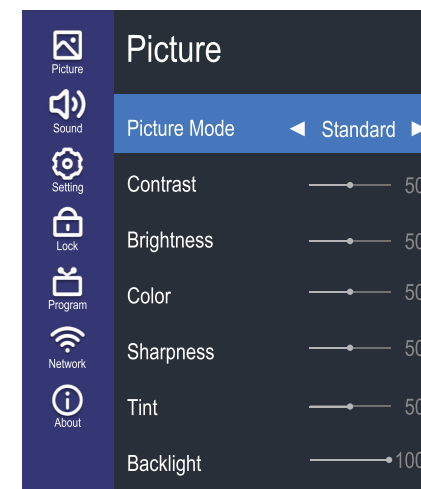 Picture
Sound
Setting
Lock
Program
Network
About
Picture
Picture Mode Standard
Contrast 50
Brightness 50
Color 50
Sharpness 50
Tint 50
Backlight 100